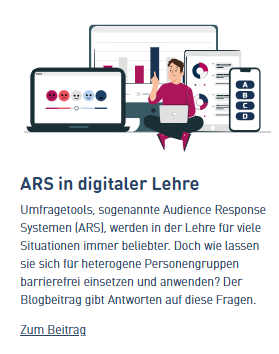 A
B
C
D
ARS in digitaler Lehre
Umfragetools, sogenannte Audience Response
Systemen (ARS), werden in der Lehre für viele
Situationen immer beliebter. Doch wie lassen
sie sich für heterogene Personengruppen
barrierefrei einsetzen und anwenden? Der
Blogbeitrag gibt Antworten auf diese Fragen.
Zum Beitrag